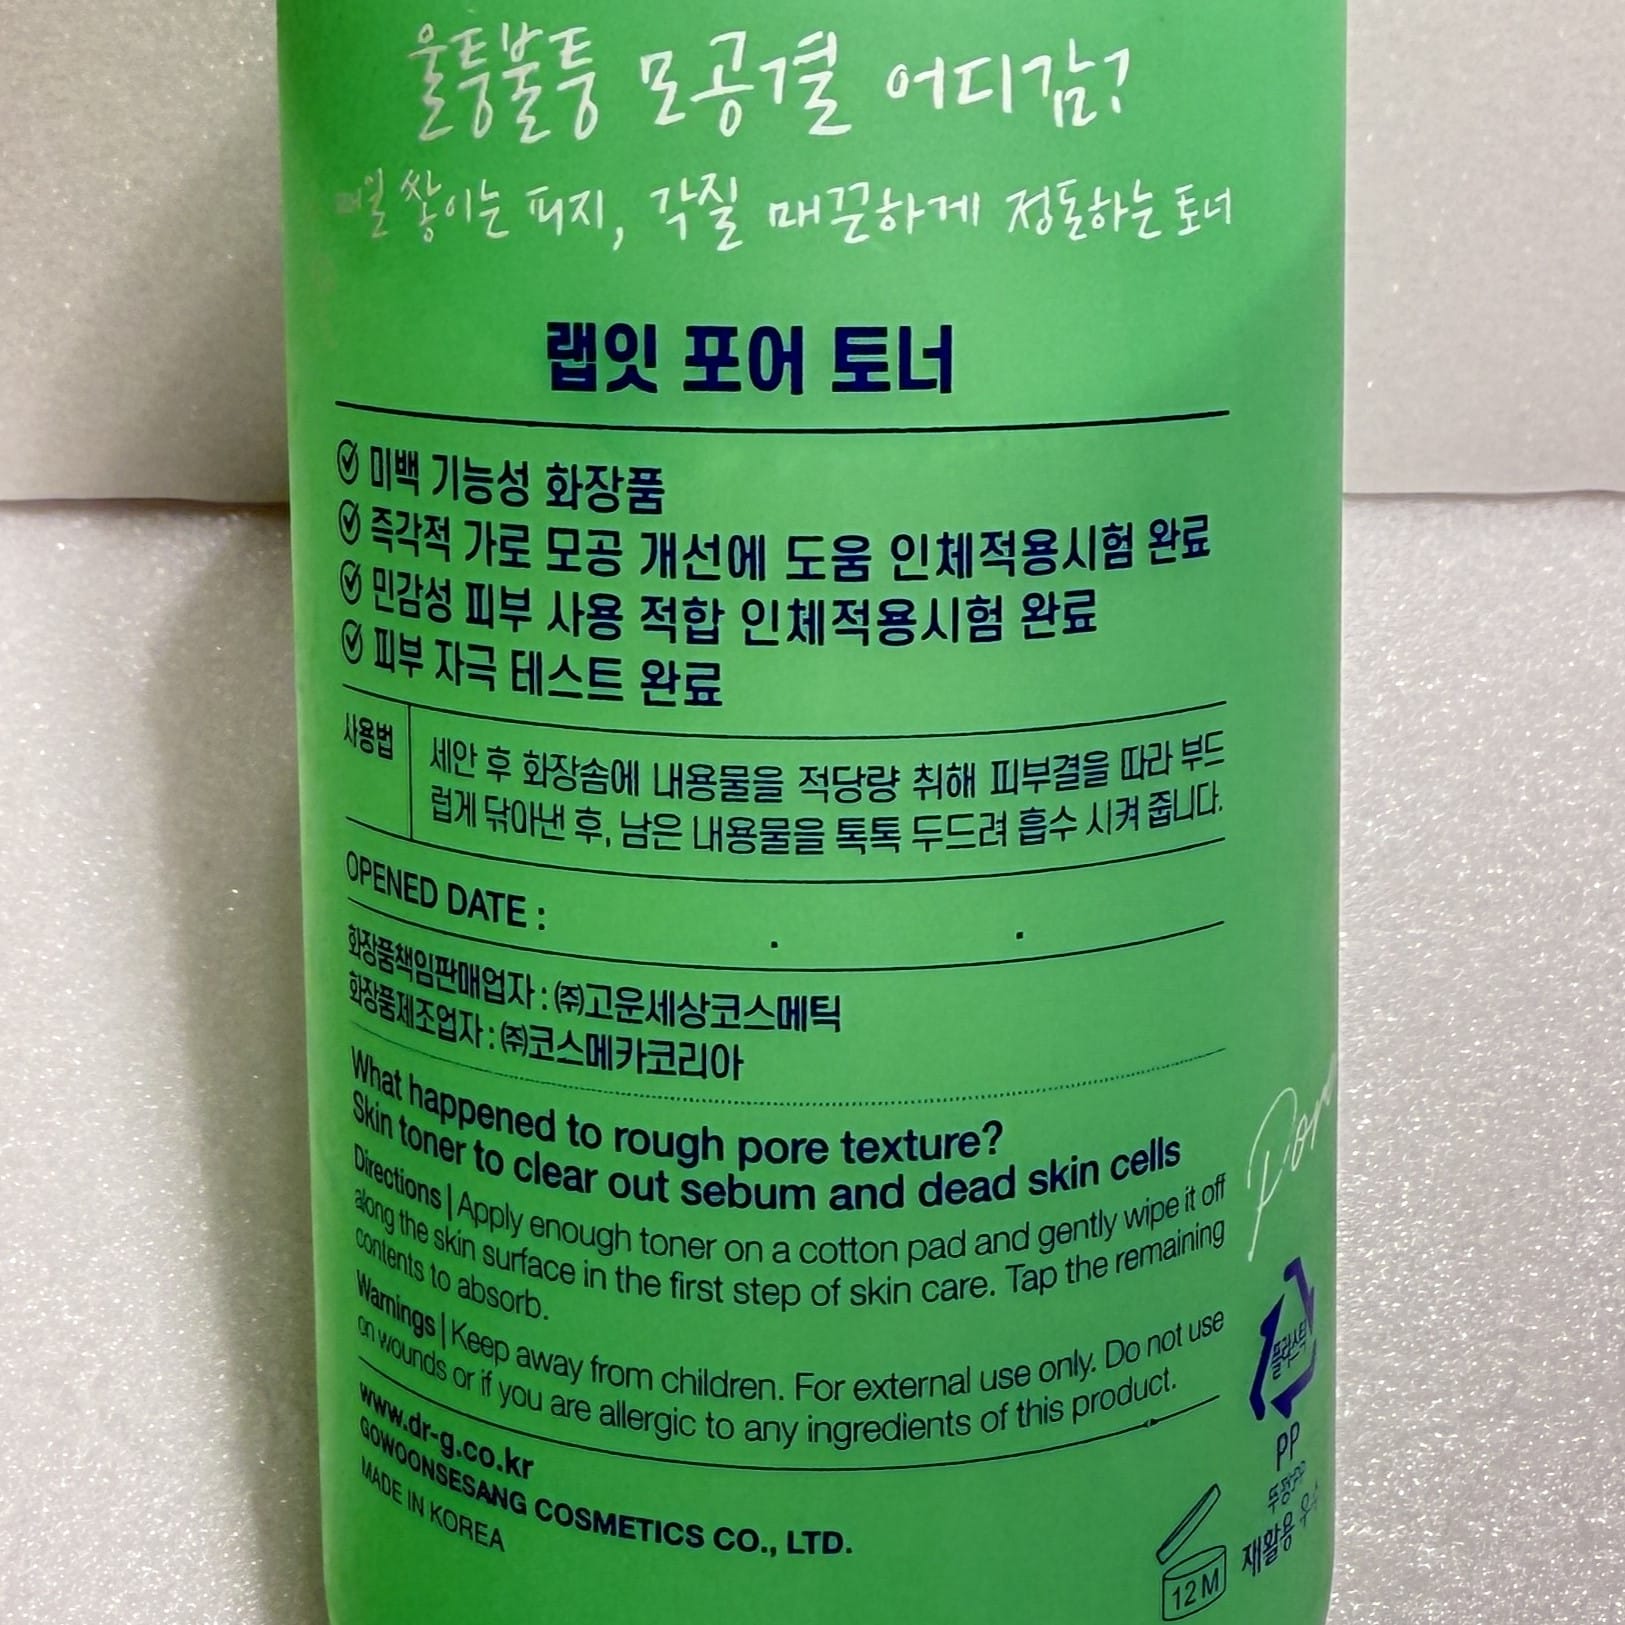 울퉁불퉁 모공결 어디감?
매일 쌓이는 피지, 각질 매끈하게 정돈하는 토너
랩잇 포어 토너
미백 기능성 화장품
즉각적 가로 모공 개선에 도움 인체적용시험 완료
민감성 피부 사용 적합 인체적용시험 완료
피부 자극 테스트 완료
사용법
세안 후 화장솜에 내용물을 적당량 취해 피부결을 따라 부드
럽게 닦아낸 후, 남은 내용물을 톡톡 두드려 흡수 시켜 줍니다.
OPENED DATE : . .
화장품책임판매업자 : ㈜고운세상코스메틱
화장품제조업자 : ㈜코스메카코리아
What happened to rough pore texture?
Skin toner to clear out sebum and dead skin cells
Directions | Apply enough toner on a cotton pad and gently wipe it off
along the skin surface in the first step of skin care. Tap the remaining
contents to absorb.
Warnings | Keep away from children. For external use only. Do not use
on wounds or if you are allergic to any ingredients of this product.
www.dr-g.co.kr
GOWOONSESANG COSMETICS CO., LTD.
MADE IN KOREA
플라스틱
PP
뚜껑:PP
재활용
12M